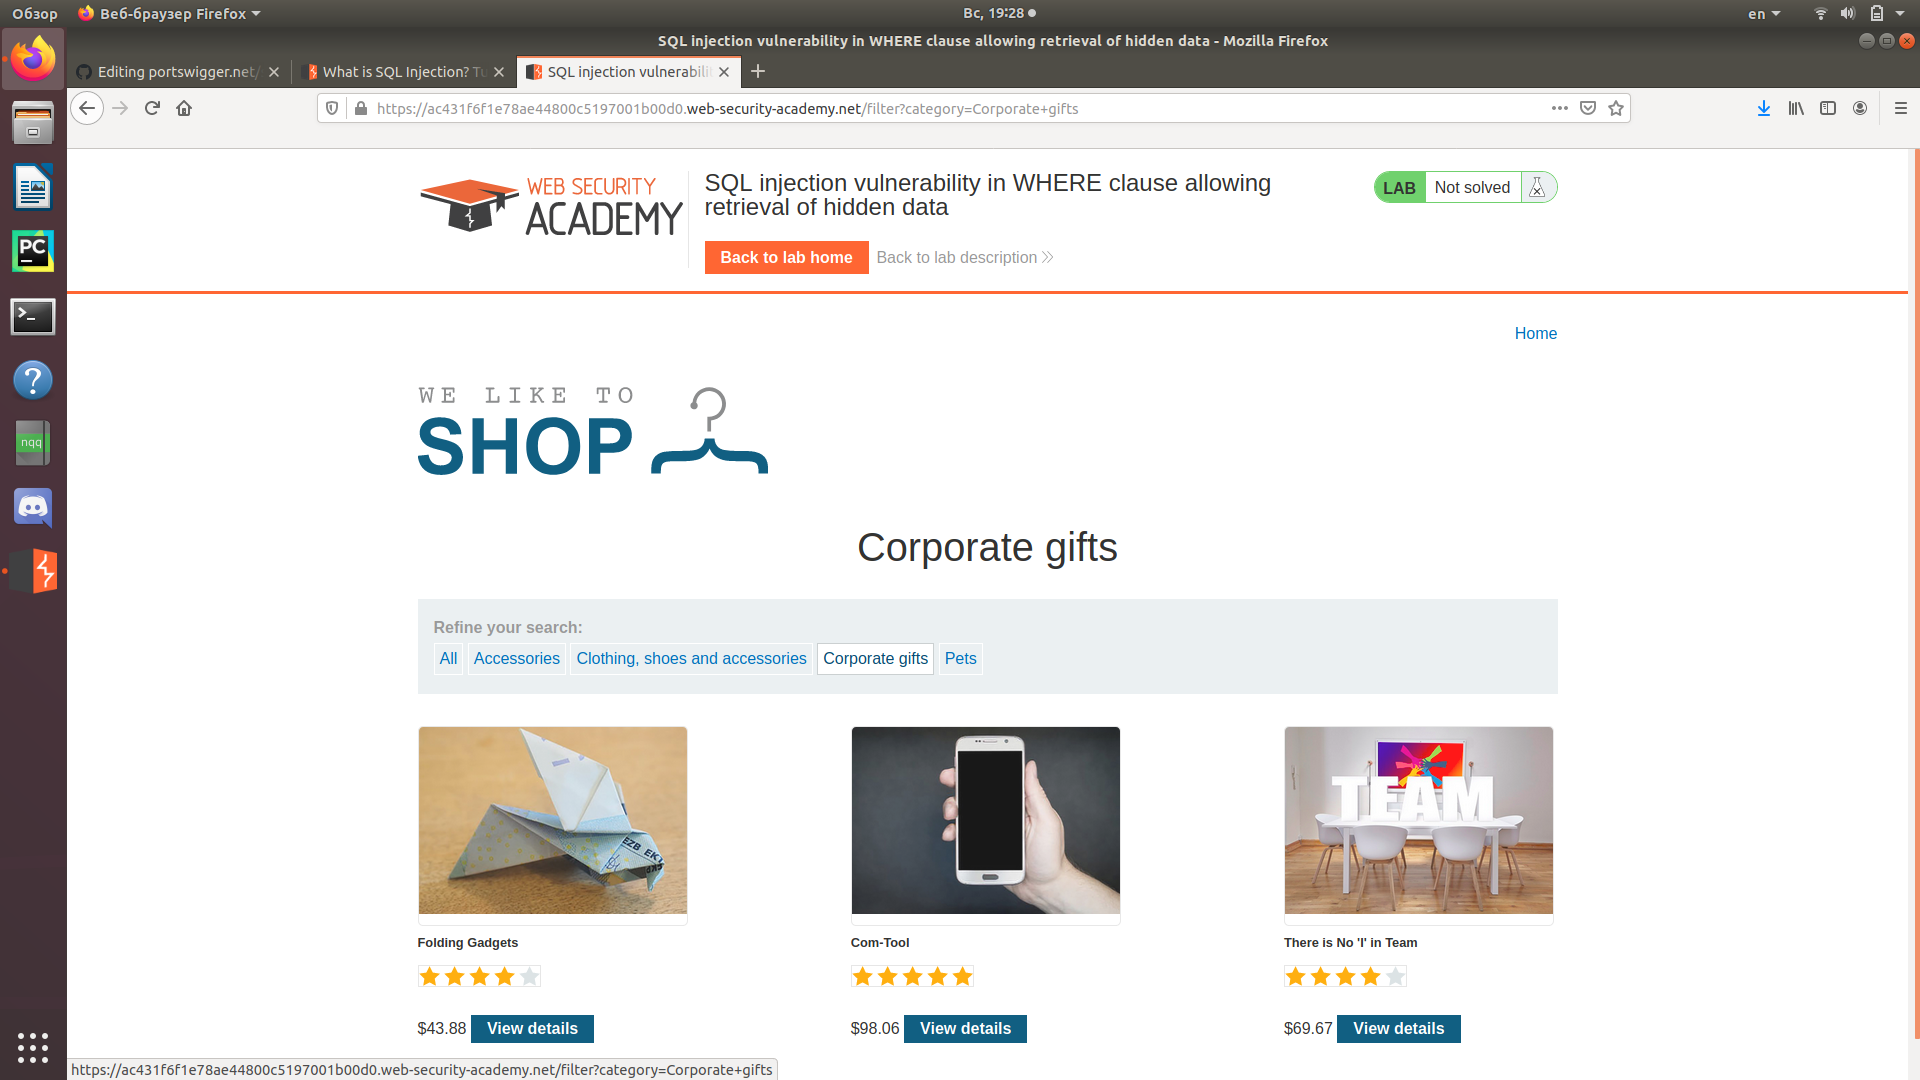 Обзор
Веб-браузер Firefox
Вс, 19:28
en
SQL injection vulnerability in WHERE clause allowing retrieval of hidden data - Mozilla Firefox
Editing portswigger.net/
What is SQL Injection? Tu
SQL injection vulnerabili
https://ac431f6f1e78ae44800c5197001b00d0.web-security-academy.net/filter?category=Corporate+gifts
WEB SECURITY
ACADEMY
SQL injection vulnerability in WHERE clause allowing
retrieval of hidden data
LAB Not solved
Back to lab home
Back to lab description
Home
WE LIKE TO
SHOP
Corporate gifts
Refine your search:
All
Accessories
Clothing, shoes and accessories
Corporate gifts
Pets
PC
nqq
EZB EK
TEAM
Folding Gadgets
Com-Tool
There is No 'I' in Team
$43.88 View details
$98.06 View details
$69.67 View details
https://ac431f6f1e78ae44800c5197001b00d0.web-security-academy.net/filter?category=Corporate+gifts